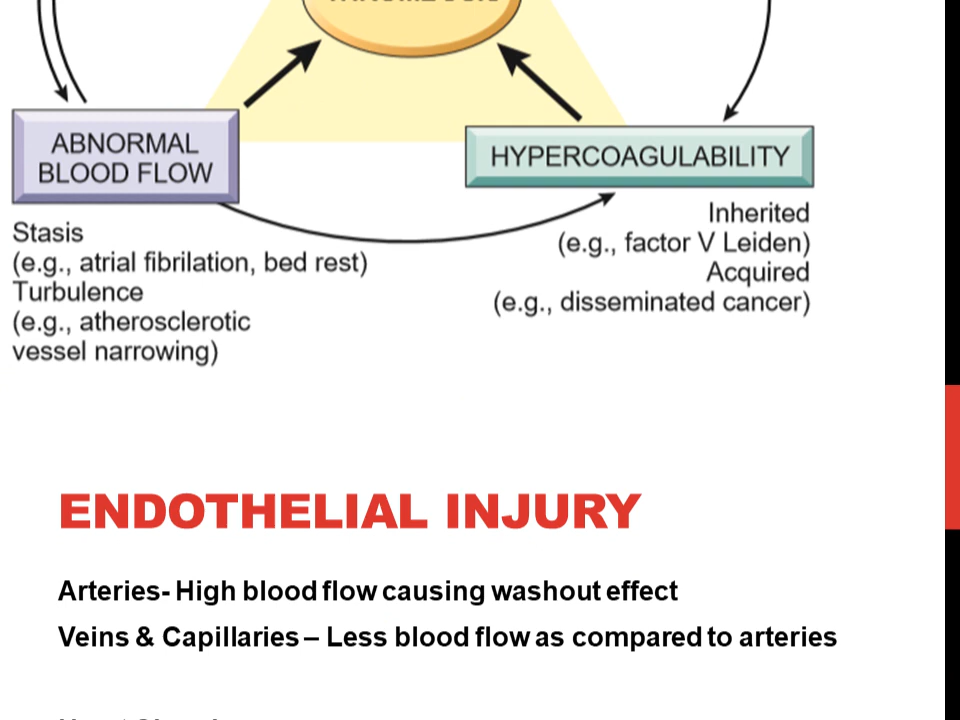 ABNORMAL
BLOOD FLOW
HYPERCOAGULABILITY
Stasis
(e.g., atrial fibrilation, bed rest)
Turbulence
(e.g., atherosclerotic
vessel narrowing)
Inherited
(e.g., factor V Leiden)
Acquired
(e.g., disseminated cancer)
ENDOTHELIAL INJURY
Arteries- High blood flow causing washout effect
Veins & Capillaries – Less blood flow as compared to arteries